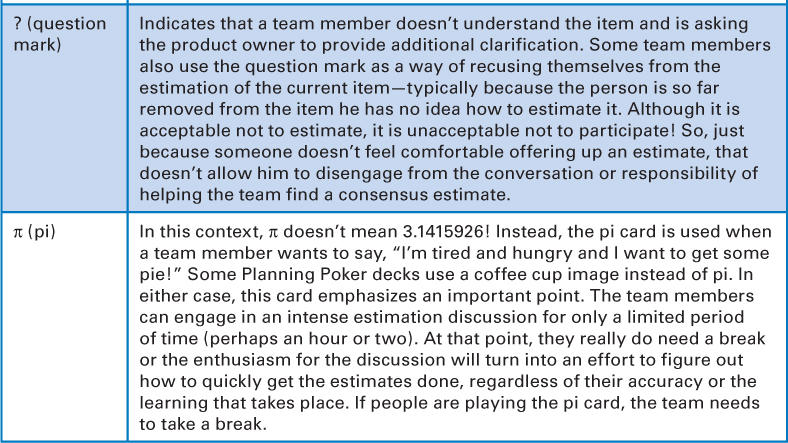 ? (question
mark)
Indicates that a team member doesn’t understand the item and is asking
the product owner to provide additional clarification. Some team members
also use the question mark as a way of recusing themselves from the
estimation of the current item—typically because the person is so far
removed from the item he has no idea how to estimate it. Although it is
acceptable not to estimate, it is unacceptable not to participate! So, just
because someone doesn’t feel comfortable offering up an estimate, that
doesn’t allow him to disengage from the conversation or responsibility of
helping the team find a consensus estimate.
π (pi)
In this context, π doesn’t mean 3.1415926! Instead, the pi card is used when
a team member wants to say, “I’m tired and hungry and I want to get some
pie!” Some Planning Poker decks use a coffee cup image instead of pi. In
either case, this card emphasizes an important point. The team members
can engage in an intense estimation discussion for only a limited period
of time (perhaps an hour or two). At that point, they really do need a break
or the enthusiasm for the discussion will turn into an effort to figure out
how to quickly get the estimates done, regardless of their accuracy or the
learning that takes place. If people are playing the pi card, the team needs
to take a break.